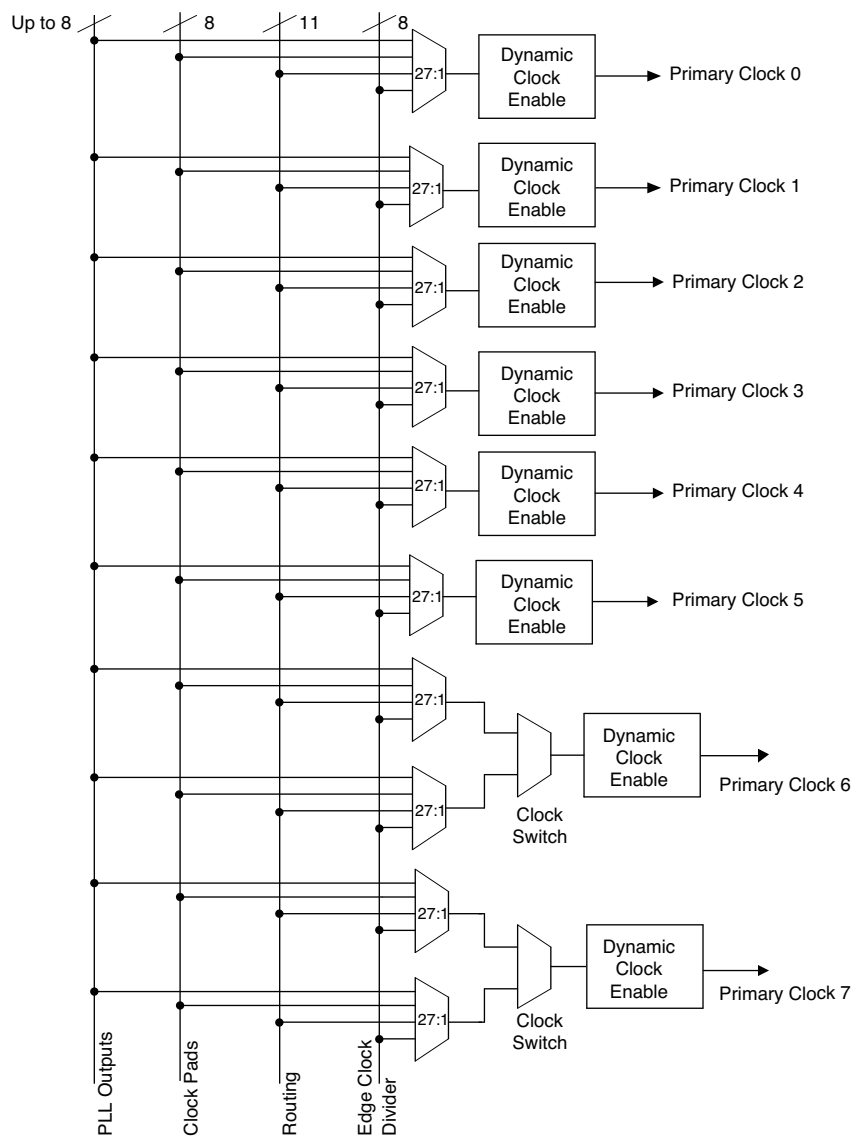 Up to 8
8
11
8
27:1
Dynamic
Clock
Enable
Primary Clock 0
27:1
Dynamic
Clock
Enable
Primary Clock 1
27:1
Dynamic
Clock
Enable
Primary Clock 2
27:1
Dynamic
Clock
Enable
Primary Clock 3
27:1
Dynamic
Clock
Enable
Primary Clock 4
27:1
Dynamic
Clock
Enable
Primary Clock 5
27:1
27:1
Clock
Switch
Dynamic
Clock
Enable
Primary Clock 6
27:1
27:1
Clock
Switch
Dynamic
Clock
Enable
Primary Clock 7
PLL Outputs
Clock Pads
Routing
Edge Clock
Divider